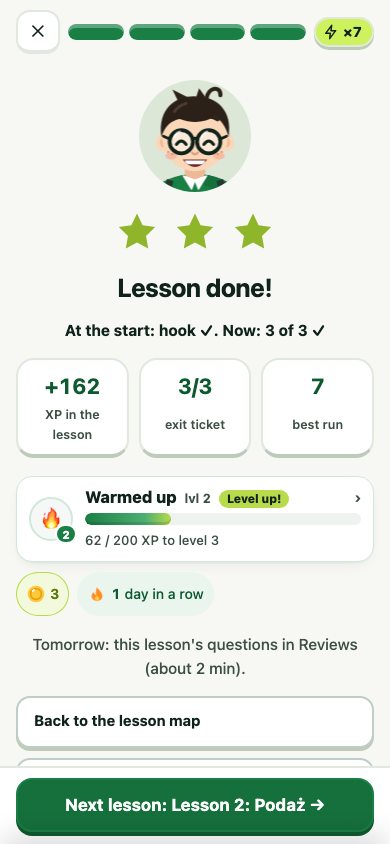 ×7
Lesson done!
At the start: hook ✓. Now: 3 of 3 ✓
+162
XP in the
lesson
3/3
exit ticket
7
best run
Warmed up lvl 2 Level up! ›
2
62 / 200 XP to level 3
3
1 day in a row
Tomorrow: this lesson's questions in Reviews
(about 2 min).
Back to the lesson map
Next lesson: Lesson 2: Podaż →